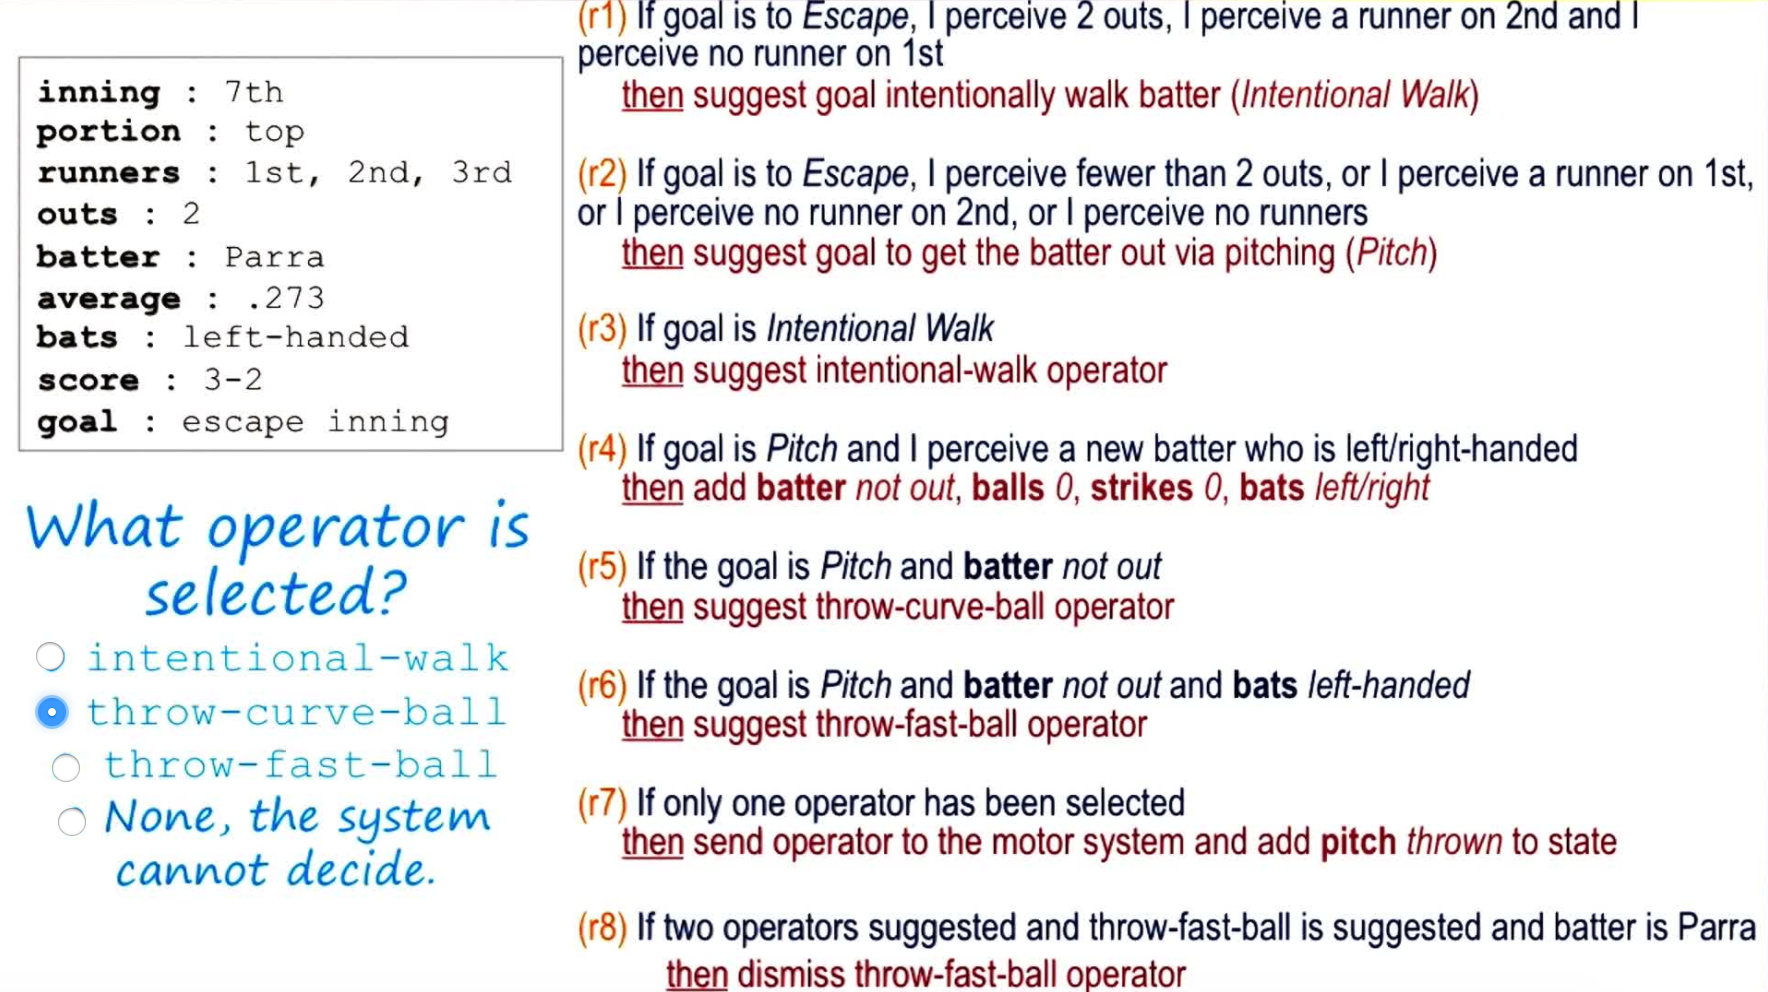 inning : 7th
portion : top
runners : 1st, 2nd, 3rd
outs : 2
batter : Parra
average : .273
bats : left-handed
score : 3-2
goal : escape inning
What operator is
selected?
intentional-walk
throw-curve-ball
throw-fast-ball
None, the system
cannot decide.
(r1) If goal is to Escape, I perceive 2 outs, I perceive a runner on 2nd and I
perceive no runner on 1st
then suggest goal intentionally walk batter (Intentional Walk)
(r2) If goal is to Escape, I perceive fewer than 2 outs, or I perceive a runner on 1st,
or I perceive no runner on 2nd, or I perceive no runners
then suggest goal to get the batter out via pitching (Pitch)
(r3) If goal is Intentional Walk
then suggest intentional-walk operator
(r4) If goal is Pitch and I perceive a new batter who is left/right-handed
then add batter not out, balls 0, strikes 0, bats left/right
(r5) If the goal is Pitch and batter not out
then suggest throw-curve-ball operator
(r6) If the goal is Pitch and batter not out and bats left-handed
then suggest throw-fast-ball operator
(r7) If only one operator has been selected
then send operator to the motor system and add pitch thrown to state
(r8) If two operators suggested and throw-fast-ball is suggested and batter is Parra
then dismiss throw-fast-ball operator